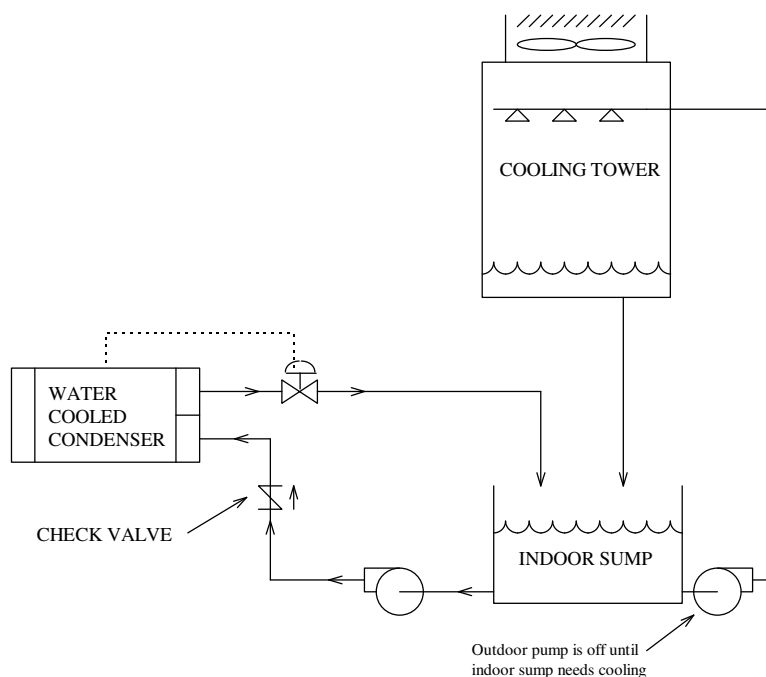 COOLING TOWER
WATER
COOLED
CONDENSER
CHECK VALVE
INDOOR SUMP
Outdoor pump is off until
indoor sump needs cooling